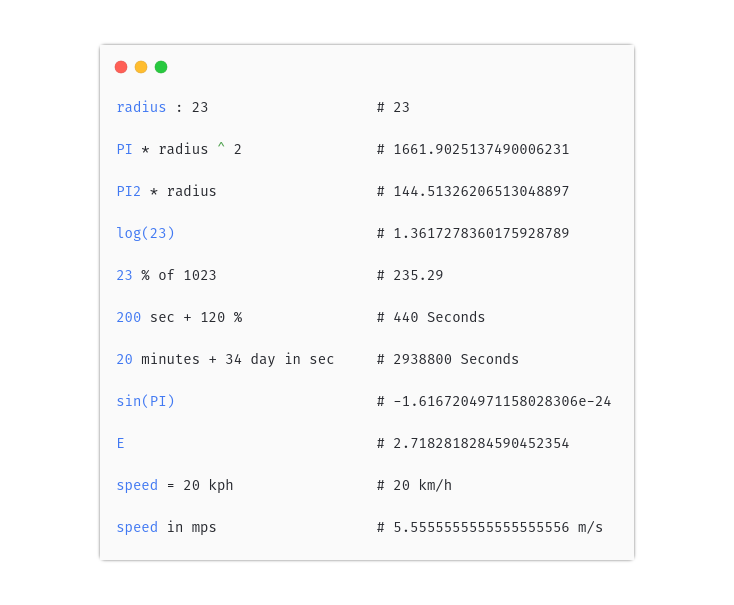 radius : 23 # 23
PI * radius ^ 2 # 1661.9025137490006231
PI2 * radius # 144.51326206513048897
log(23) # 1.3617278360175928789
23 % of 1023 # 235.29
200 sec + 120 % # 440 Seconds
20 minutes + 34 day in sec # 2938800 Seconds
sin(PI) # -1.6167204971158028306e-24
E # 2.7182818284590452354
speed = 20 kph # 20 km/h
speed in mps # 5.5555555555555555556 m/s